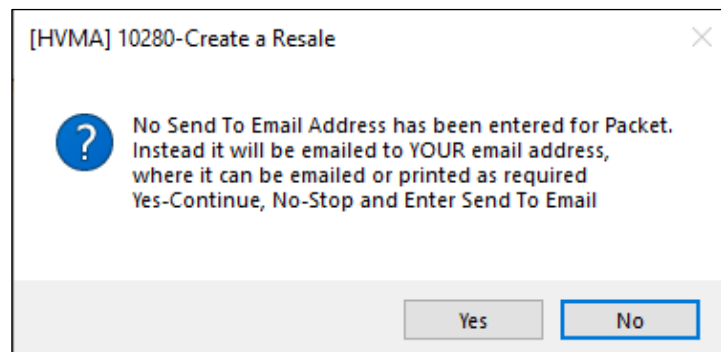 [HVMA] 10280-Create a Resale
No Send To Email Address has been entered for Packet.
Instead it will be emailed to YOUR email address,
where it can be emailed or printed as required
Yes-Continue, No-Stop and Enter Send To Email
Yes
No